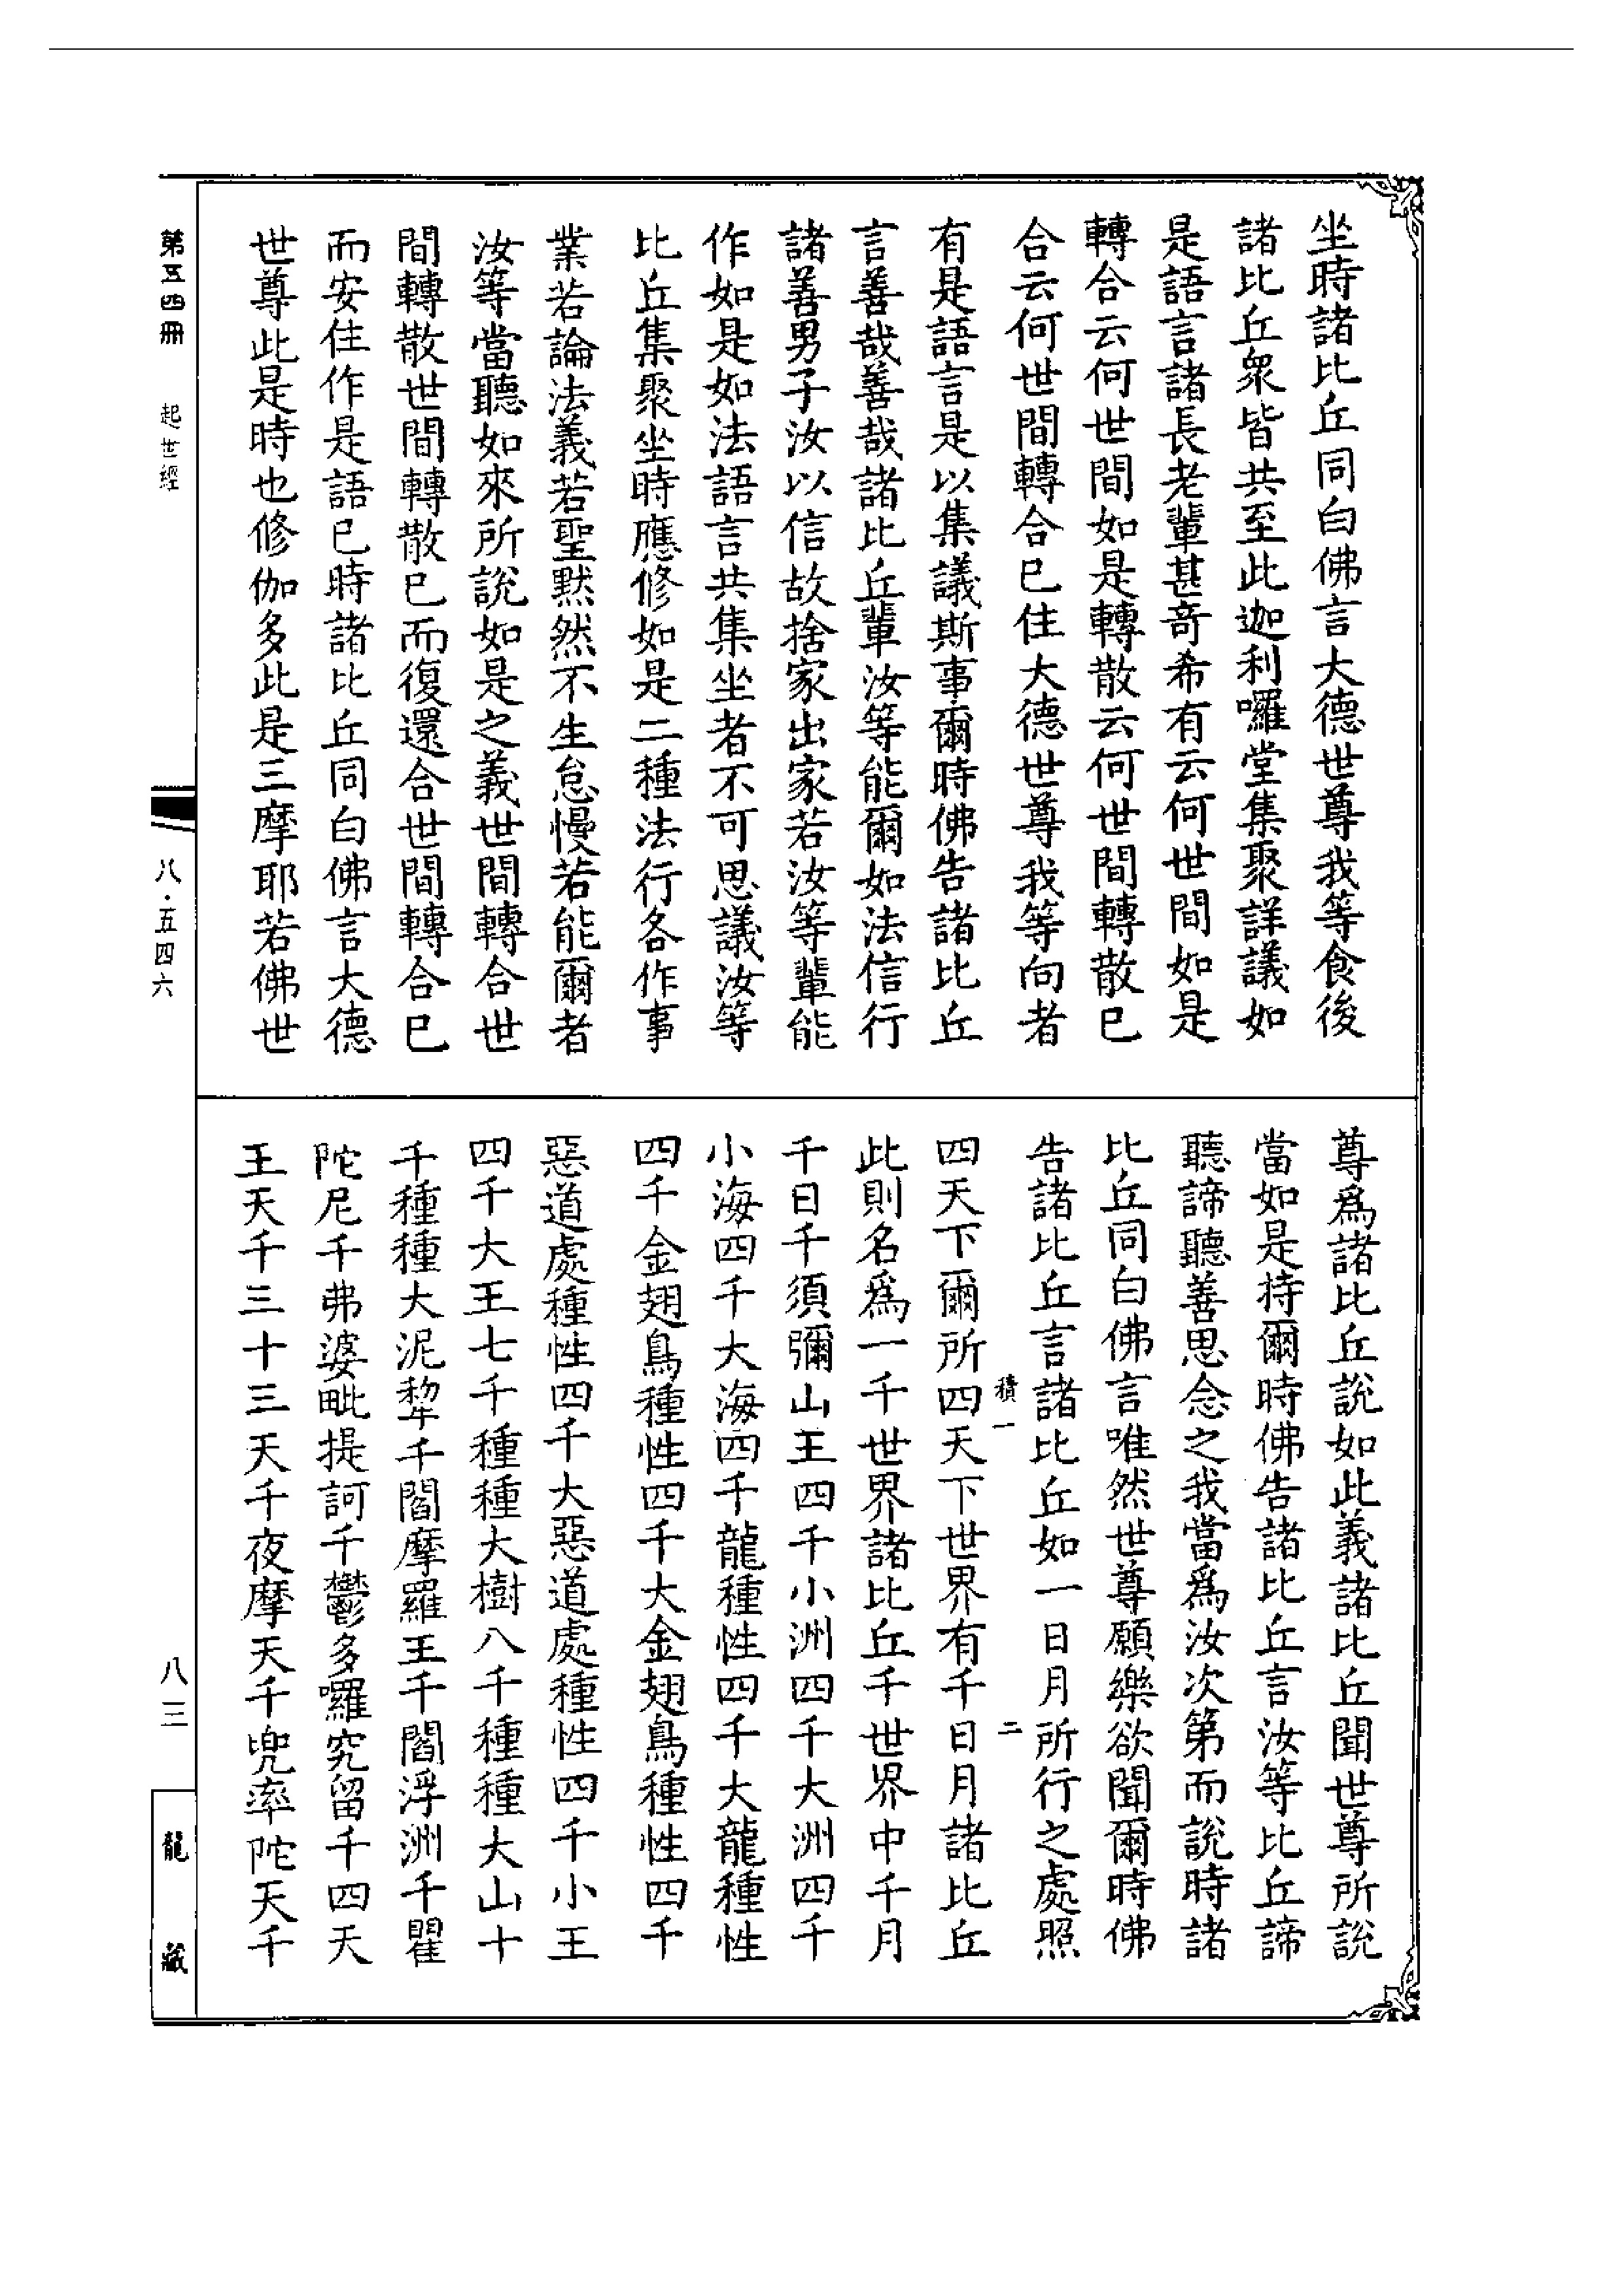 坐時諸比丘同白佛言大德世尊我等食後
諸比丘衆皆共至此迦利囉堂集聚詳議如
是語言諸長老輩甚竒希有云何世間如是
轉合云何世間如是轉散云何世間轉散已
合云何世間轉合已住大德世尊我等向者
有是語言是以集議斯事爾時佛告諸比丘
言善哉善哉諸比丘輩汝等能爾如法信行
諸善男子汝以信故捨家出家若汝等輩能
作如是如法語言共集坐者不可思議汝等
比丘集聚坐時應修如是二種法行各作事
業若論法義若聖默然不生怠慢若能爾者
汝等當聽如來所說如是之義世間轉合世
間轉散世間轉散已而復還合世間轉合已
而安住作是語已時諸比丘同白佛言大德
世尊此是時也修伽多此是三摩耶若佛世
尊爲諸比丘說如此義諸比丘聞世尊所說
當如是持爾時佛告諸比丘言汝等比丘諦
聽諦聽善思念之我當爲汝次第而說時諸
比丘同白佛言唯然世尊願樂欲聞爾時佛
告諸比丘言諸比丘如一日月所行之處照
積一 二
四天下爾所四天下世界有千日月諸比丘
此則名爲一千世界諸比丘千世界中千月
千日千須彌山王四千小洲四千大洲四千
小海四千大海四千龍種性四千大龍種性
四千金翅鳥種性四千大金翅鳥種性四千
惡道處種性四千大惡道處種性四千小王
四千大王七千種種大樹八千種種大山十
千種種大泥犂千閻摩羅王千閻浮洲千瞿
陀尼千弗婆毗提訶千鬱多囉究留千四天
王天千三十三天千夜摩天千兜率陀天千
第五四冊 起世經
八・五四六
八三
龍藏